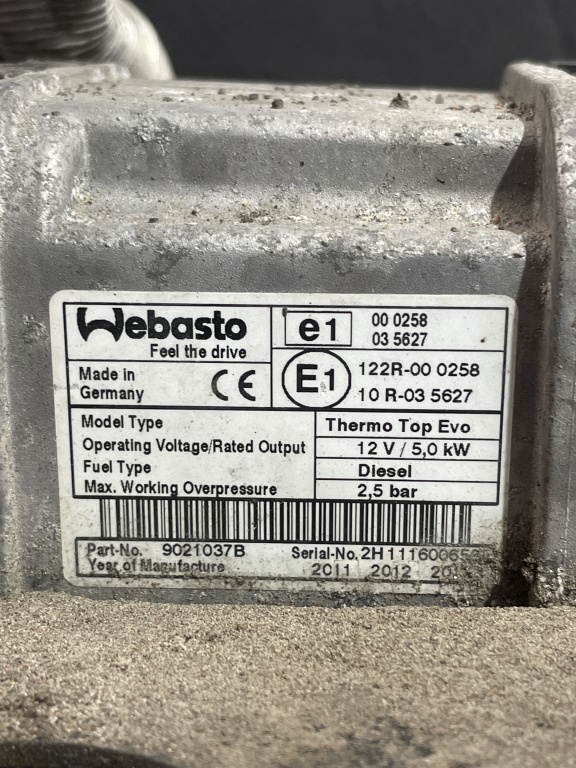 Webasto
Feel the drive
e1 00 0258
03 5627
Made in
Germany
CE
E1 122R-00 0258
10 R-03 5627
Model Type Thermo Top Evo
Operating Voltage/Rated Output 12 V / 5,0 kW
Fuel Type Diesel
Max. Working Overpressure 2,5 bar
Part-No. 9021037B Serial-No.
Year of Manufacture 2011 2012